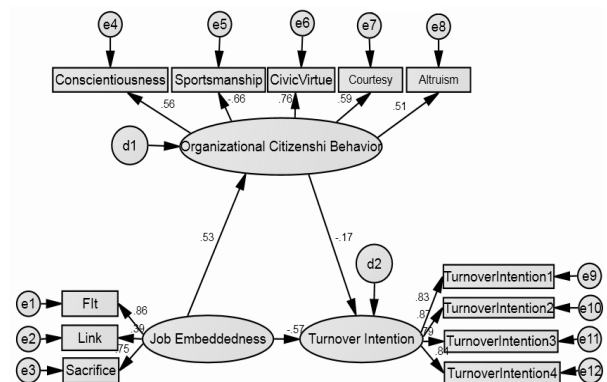 e4
e5
e6
e7
e8
Conscientiousness
Sportsmanship
CivicVirtue
Courtesy
Altruism
.56
-.66
.76
.59
.51
d1
Organizational Citizenshi Behavior
.53
-.17
d2
e1
FIt
.86
e2
Link
.39
e3
Sacrifice
.75
Job Embeddedness
-.57
Turnover Intention
.83
TurnoverIntention1
e9
.87
TurnoverIntention2
e10
.79
TurnoverIntention3
e11
.84
TurnoverIntention4
e12